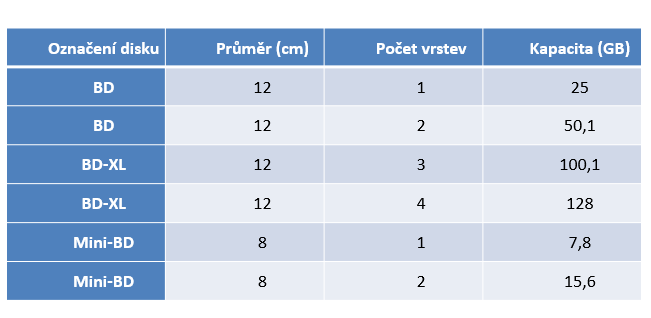 Označení disku Průměr (cm) Počet vrstev Kapacita (GB)
BD 12 1 25
BD 12 2 50,1
BD-XL 12 3 100,1
BD-XL 12 4 128
Mini-BD 8 1 7,8
Mini-BD 8 2 15,6